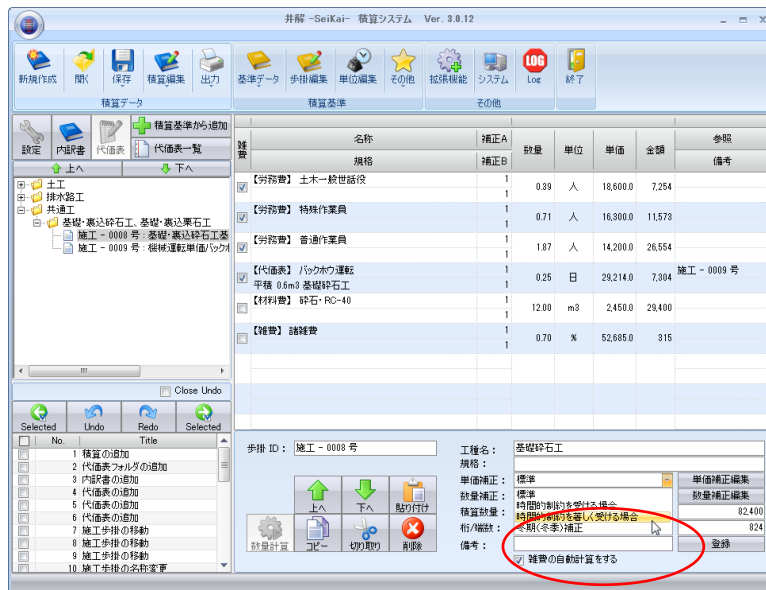 井解 -SeiKai- 積算システム Ver. 3.0.12
新規作成 開く 保存 積算編集 出力
積算データ
基準データ 歩掛編集 単位編集 その他
積算基準
拡張機能 システム LOG Log 終了
その他
設定 内訳書 代価表
積算基準から追加
代価表一覧
上へ 下へ
土工
排水路工
共通工
基礎・裏込砕石工、基礎・裏込栗石工
施工 - 0008 号 : 基礎・裏込砕石工基
施工 - 0009 号 : 機械運転単価バックホ
Close Undo
Selected Undo Redo Selected
No. Title
1 積算の追加
2 代価表フォルダの追加
3 内訳書の追加
4 代価表の追加
5 代価表の追加
6 代価表の追加
7 施工歩掛の移動
8 施工歩掛の移動
9 施工歩掛の移動
10 施工歩掛の名称変更
雑費 名称 補正A 数量 単位 単価 金額 参照
規格 補正B 備考
【労務費】 土木一般世話役 1 0.39 人 18,600.0 7,254
1
【労務費】 特殊作業員 1 0.71 人 16,300.0 11,573
1
【労務費】 普通作業員 1 1.87 人 14,200.0 26,554
1
【代価表】 バックホウ運転 1 0.25 日 29,214.0 7,304 施工 - 0009 号
平積 0.6m3 基礎砕石工 1
【材料費】 砕石・RC-40 1 12.00 m3 2,450.0 29,400
1
【雑費】 諸雑費 1 0.70 % 52,685.0 315
1
歩掛 ID： 施工 - 0008 号
上へ 下へ 貼り付け
数量計算 コピー 切り取り 削除
工種名： 基礎砕石工
規格：
単価補正： 標準 単価補正編集
数量補正： 標準 数量補正編集
時間的制約を受ける場合
積算数量： 時間的制約を著しく受ける場合 82,400
桁/端数： 冬期(冬季)補正 824
備考： 登録
雑費の自動計算をする